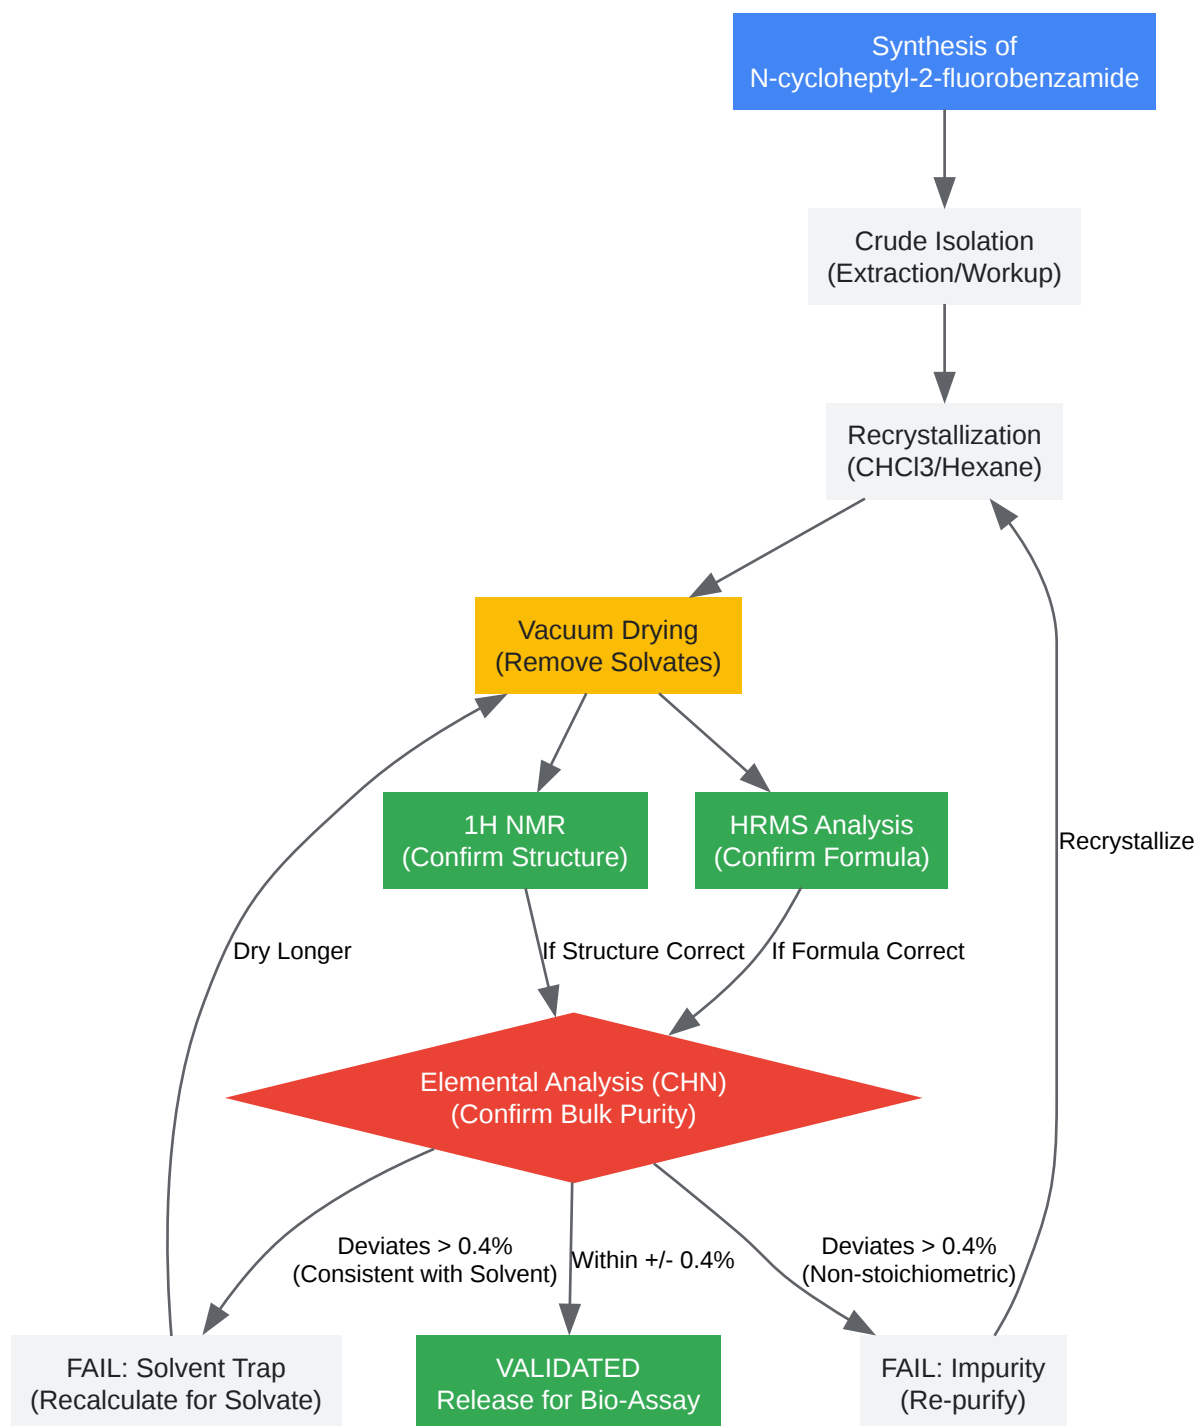 Synthesis of
N-cycloheptyl-2-fluorobenzamide
Crude Isolation
(Extraction/Workup)
Recrystallization
(CHCl3/Hexane)
Vacuum Drying
(Remove Solvates)
1H NMR
(Confirm Structure)
HRMS Analysis
(Confirm Formula)
Recrystallize
Dry Longer
If Structure Correct
If Formula Correct
Elemental Analysis (CHN)
(Confirm Bulk Purity)
Deviates > 0.4%
(Consistent with Solvent)
Within +/- 0.4%
Deviates > 0.4%
(Non-stoichiometric)
FAIL: Solvent Trap
(Recalculate for Solvate)
VALIDATED
Release for Bio-Assay
FAIL: Impurity
(Re-purify)